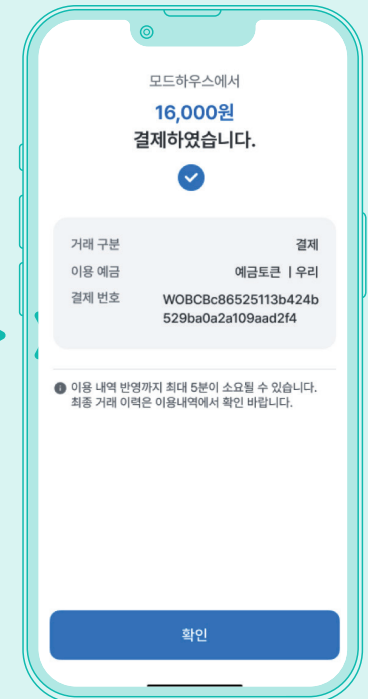 모드하우스에서
16,000원
결제하였습니다.
거래 구분 결제
이용 예금 예금토큰 | 우리
결제 번호 WOBCBc86525113b424b
529ba0a2a109aad2f4
이용 내역 반영까지 최대 5분이 소요될 수 있습니다.
최종 거래 이력은 이용내역에서 확인 바랍니다.
확인